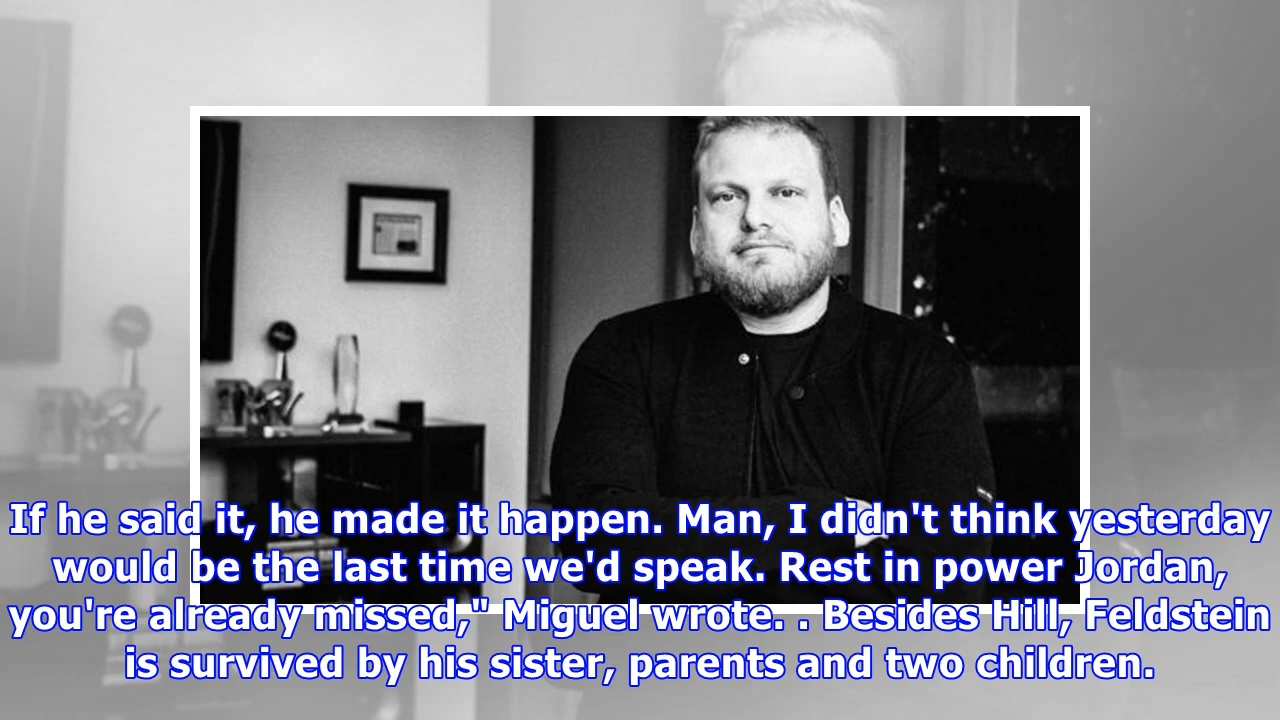 If he said it, he made it happen. Man, I didn't think yesterday
would be the last time we'd speak. Rest in power Jordan,
you're already missed," Miguel wrote. . Besides Hill, Feldstein
is survived by his sister, parents and two children.